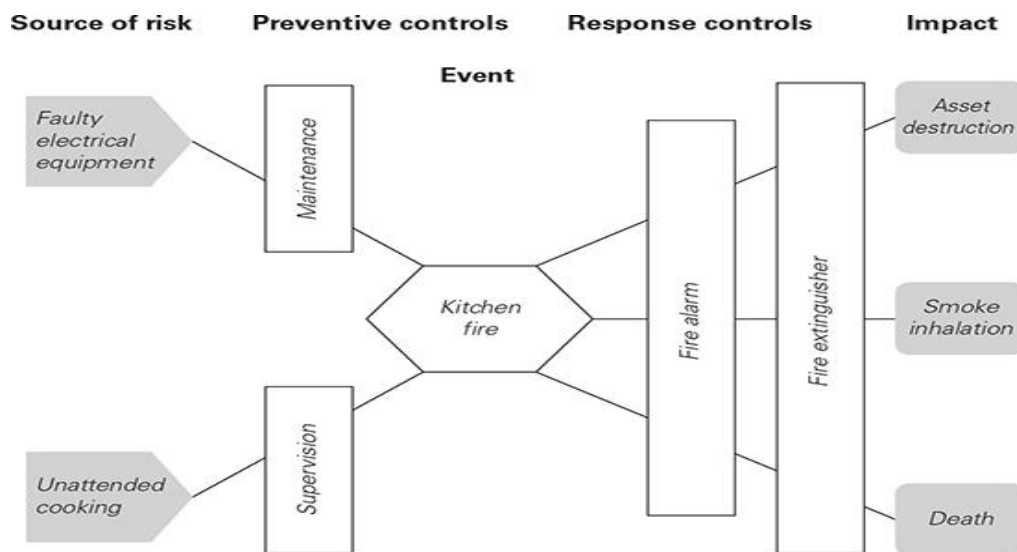 Source of risk
Preventive controls
Response controls
Impact
Event
Faulty
electrical
equipment
Maintenance
Asset
destruction
Kitchen
fire
Fire alarm
Fire extinguisher
Smoke
inhalation
Unattended
cooking
Supervision
Death